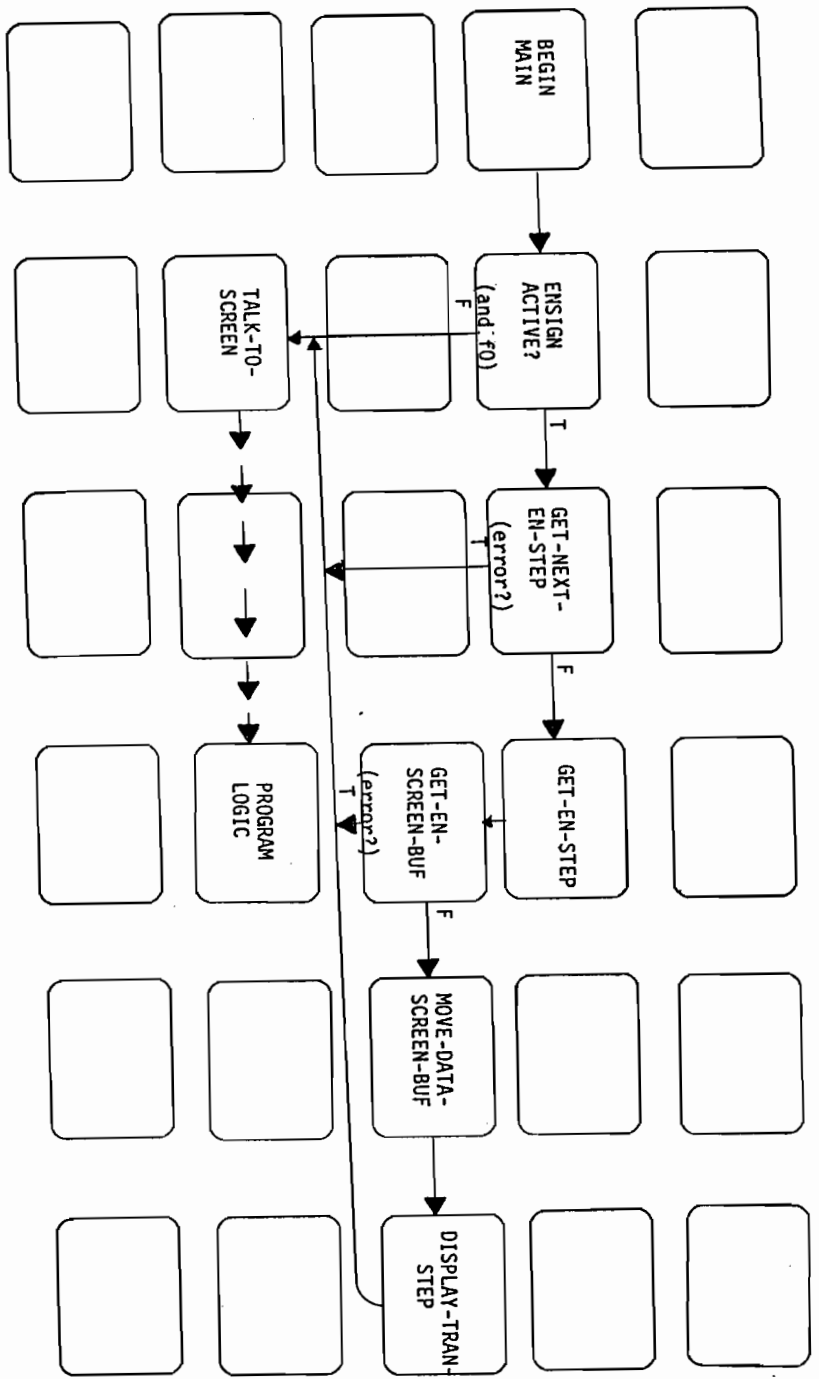 BEGIN
MAIN
ENSIGN
ACTIVE?
(and f0)
F
T
GET-NEXT-
EN-STEP
(error?)
T
F
GET-EN-STEP
GET-EN-
SCREEN-BUF
(error?)
T
F
MOVE-DATA-
SCREEN-BUF
DISPLAY-TRAN-
STEP
TALK-TO-
SCREEN
PROGRAM
LOGIC